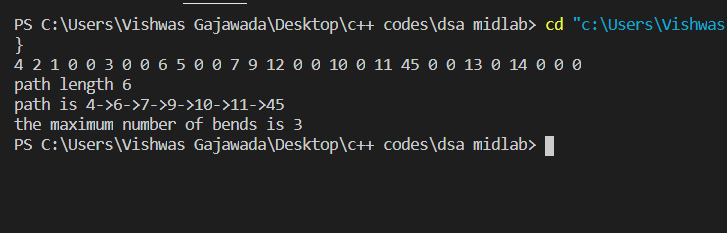 PS C:\Users\Vishwas Gajawada\Desktop\c++ codes\dsa midlab> cd "c:\Users\Vishwas
}
4 2 1 0 0 3 0 0 6 5 0 0 7 9 12 0 0 10 0 11 45 0 0 13 0 14 0 0 0
path length 6
path is 4->6->7->9->10->11->45
the maximum number of bends is 3
PS C:\Users\Vishwas Gajawada\Desktop\c++ codes\dsa midlab>